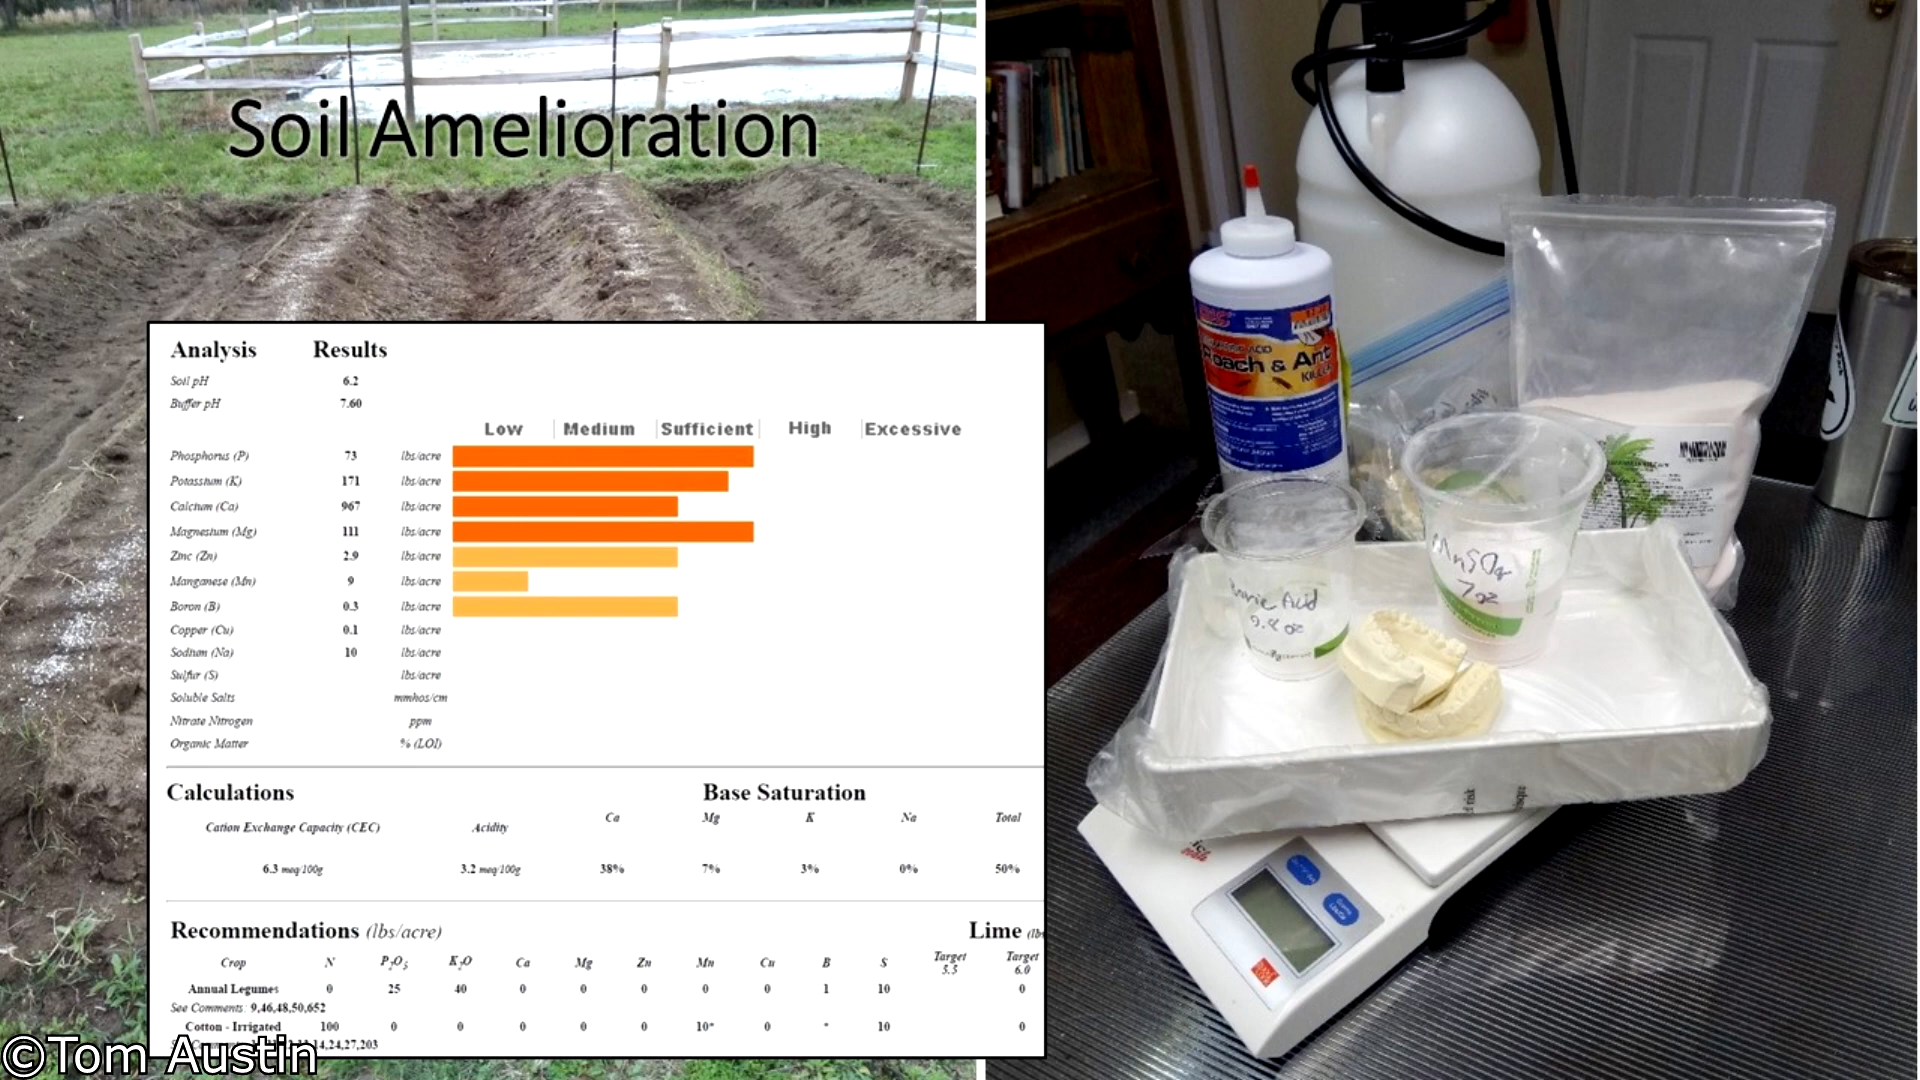 Soil Amelioration
Analysis Results
Soil pH 6.2
Buffer pH 7.60
Low Medium Sufficient High Excessive
Phosphorus (P) 73 lbs/acre
Potassium (K) 171 lbs/acre
Calcium (Ca) 967 lbs/acre
Magnesium (Mg) 111 lbs/acre
Zinc (Zn) 2.9 lbs/acre
Manganese (Mn) 9 lbs/acre
Boron (B) 0.3 lbs/acre
Copper (Cu) 0.1 lbs/acre
Sodium (Na) 10 lbs/acre
Sulfur (S) lbs/acre
Soluble Salts mmhos/cm
Nitrate Nitrogen ppm
Organic Matter % (LOI)
Calculations Base Saturation
Cation Exchange Capacity (CEC) Acidity Ca Mg K Na Total
6.3 meq/100g 3.2 meq/100g 38% 7% 3% 0% 50%
Recommendations (lbs/acre) Lime
Crop N P2O5 K2O Ca Mg Zn Mn Cu B S Target 5.5 Target 6.0
Annual Legumes 0 25 40 0 0 0 0 0 1 10 0
See Comments: 9,46,48,50,652
Cotton - Irrigated 100 0 0 0 0 0 10* 0 * 10 0
14,24,27,203
©Tom Austin
Roach & Ant
KILLER
Acid
oz
MnSO4
7 oz